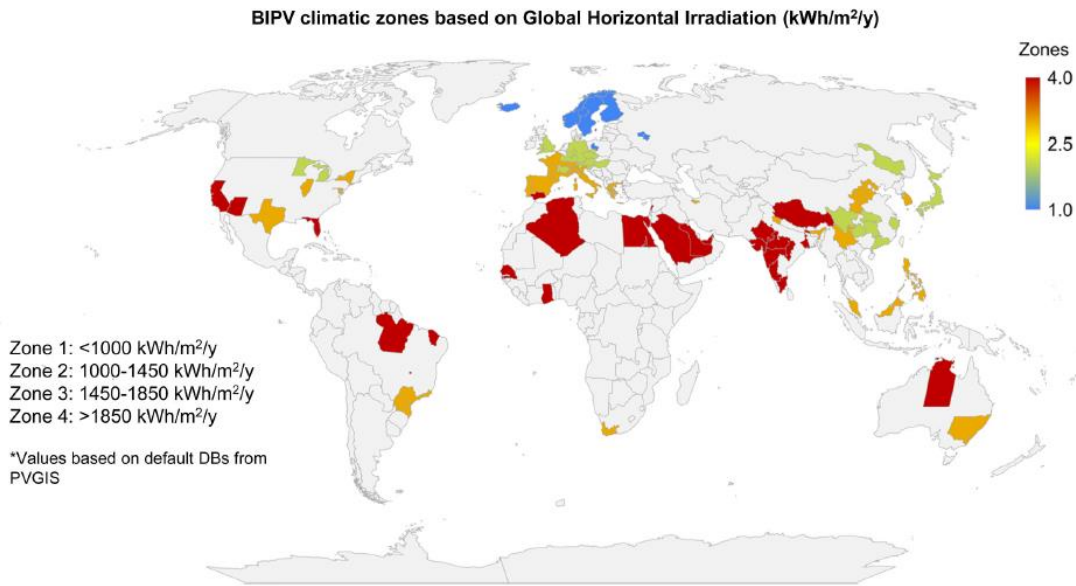 BIPV climatic zones based on Global Horizontal Irradiation (kWh/m²/y)
Zones
4.0
2.5
1.0
Zone 1: <1000 kWh/m²/y
Zone 2: 1000-1450 kWh/m²/y
Zone 3: 1450-1850 kWh/m²/y
Zone 4: >1850 kWh/m²/y
*Values based on default DBs from
PVGIS